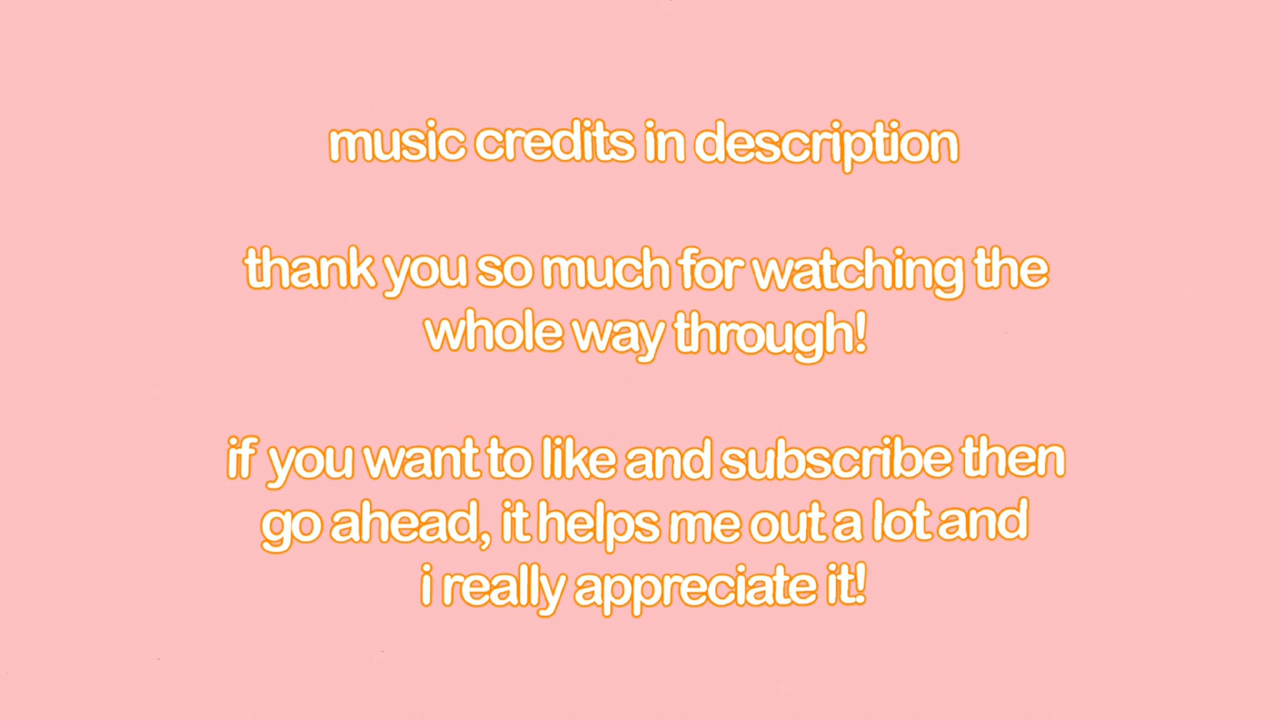 music credits in description
thank you so much for watching the
whole way through!
if you want to like and subscribe then
go ahead, it helps me out a lot and
i really appreciate it!